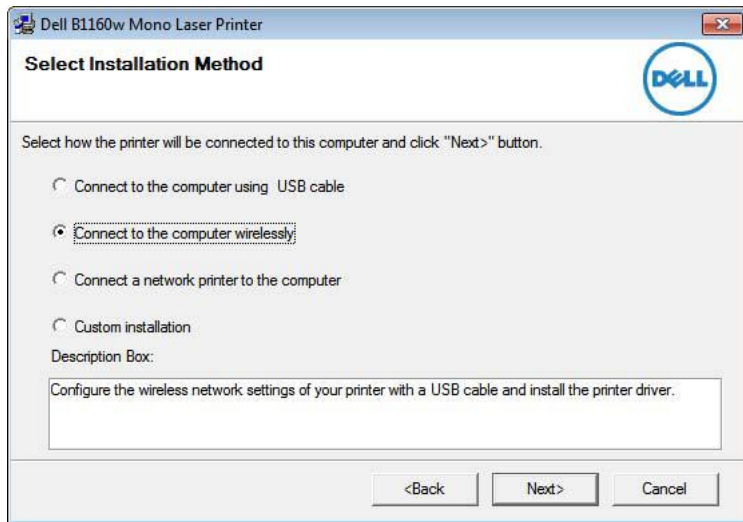 Dell B1160w Mono Laser Printer
Select Installation Method
DELL
Select how the printer will be connected to this computer and click "Next>" button.
Connect to the computer using  USB cable
Connect to the computer wirelessly
Connect a network printer to the computer
Custom installation
Description Box:
Configure the wireless network settings of your printer with a USB cable and install the printer driver.
<Back Next> Cancel